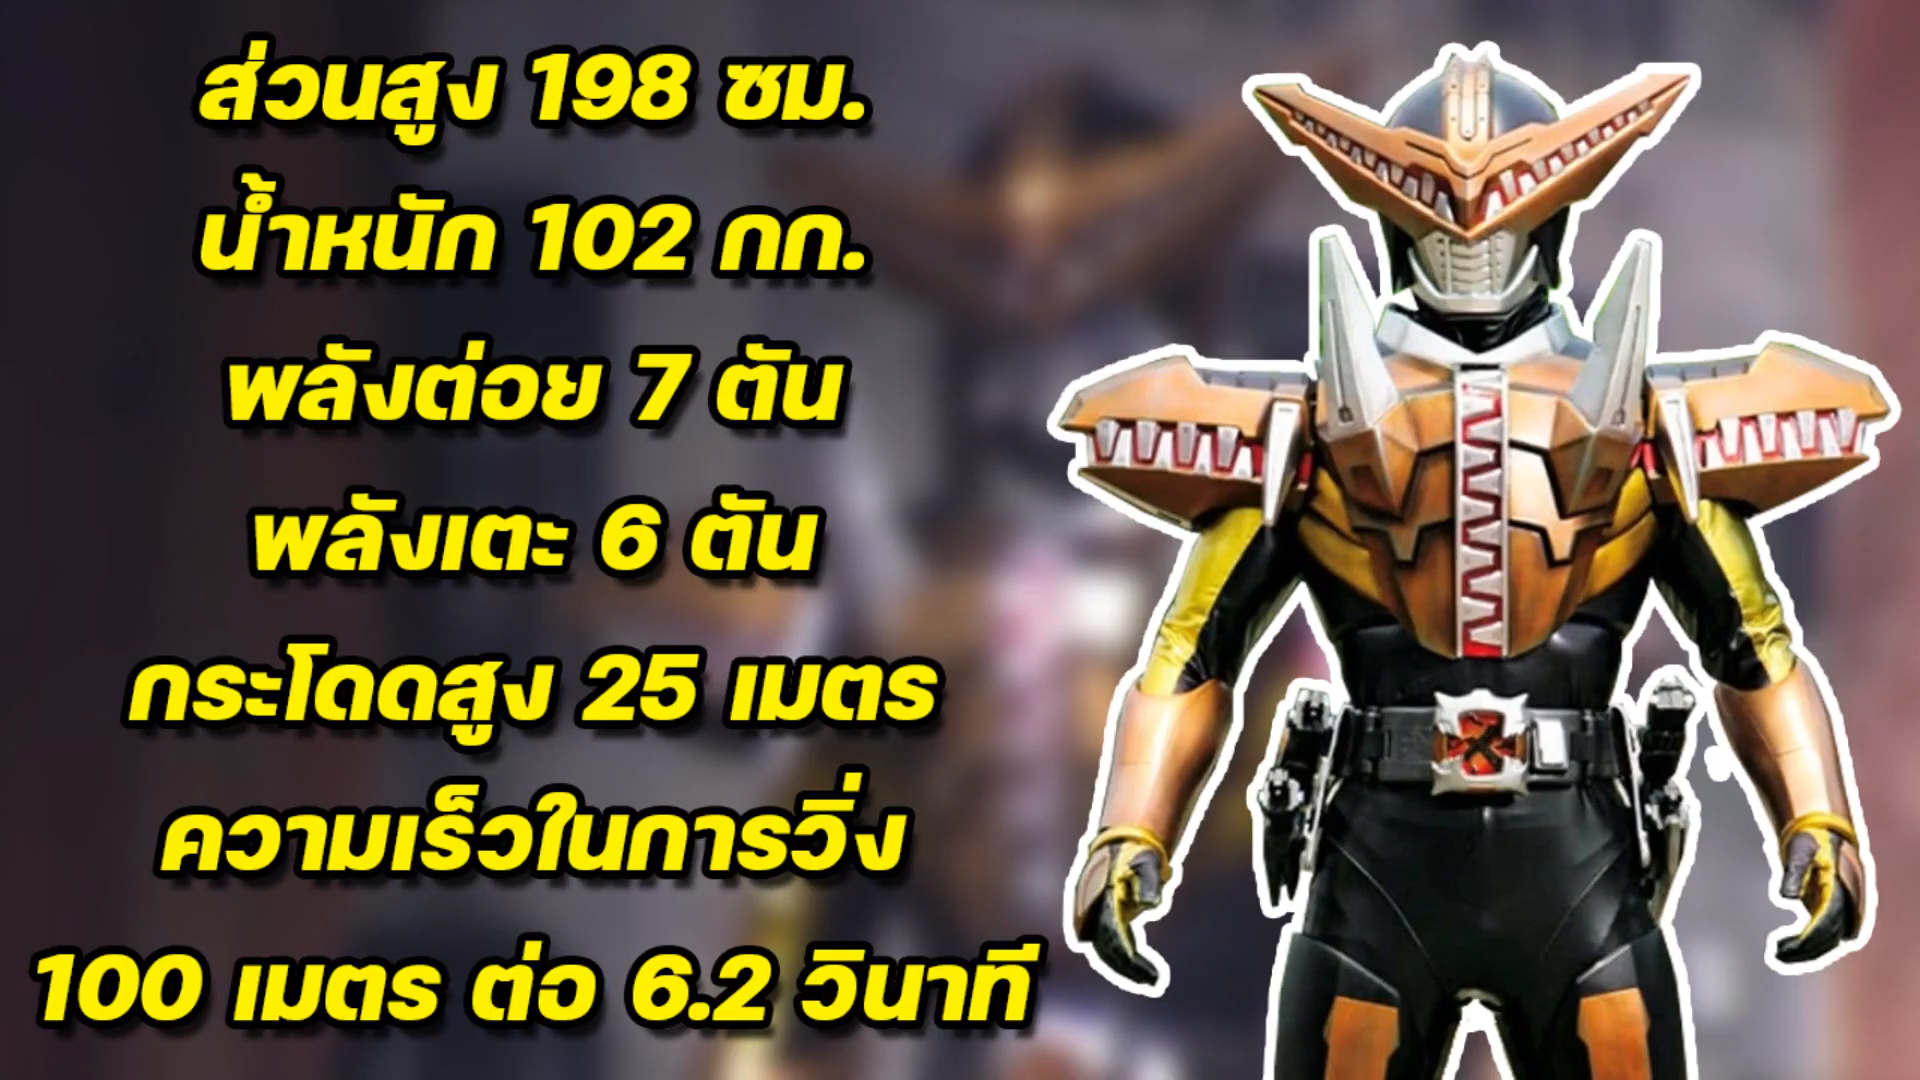 ส่วนสูง 198 ซม.
น้ำหนัก 102 กก.
พลังต่อย 7 ตัน
พลังเตะ 6 ตัน
กระโดดสูง 25 เมตร
ความเร็วในการวิ่ง
100 เมตร ต่อ 6.2 วินาที